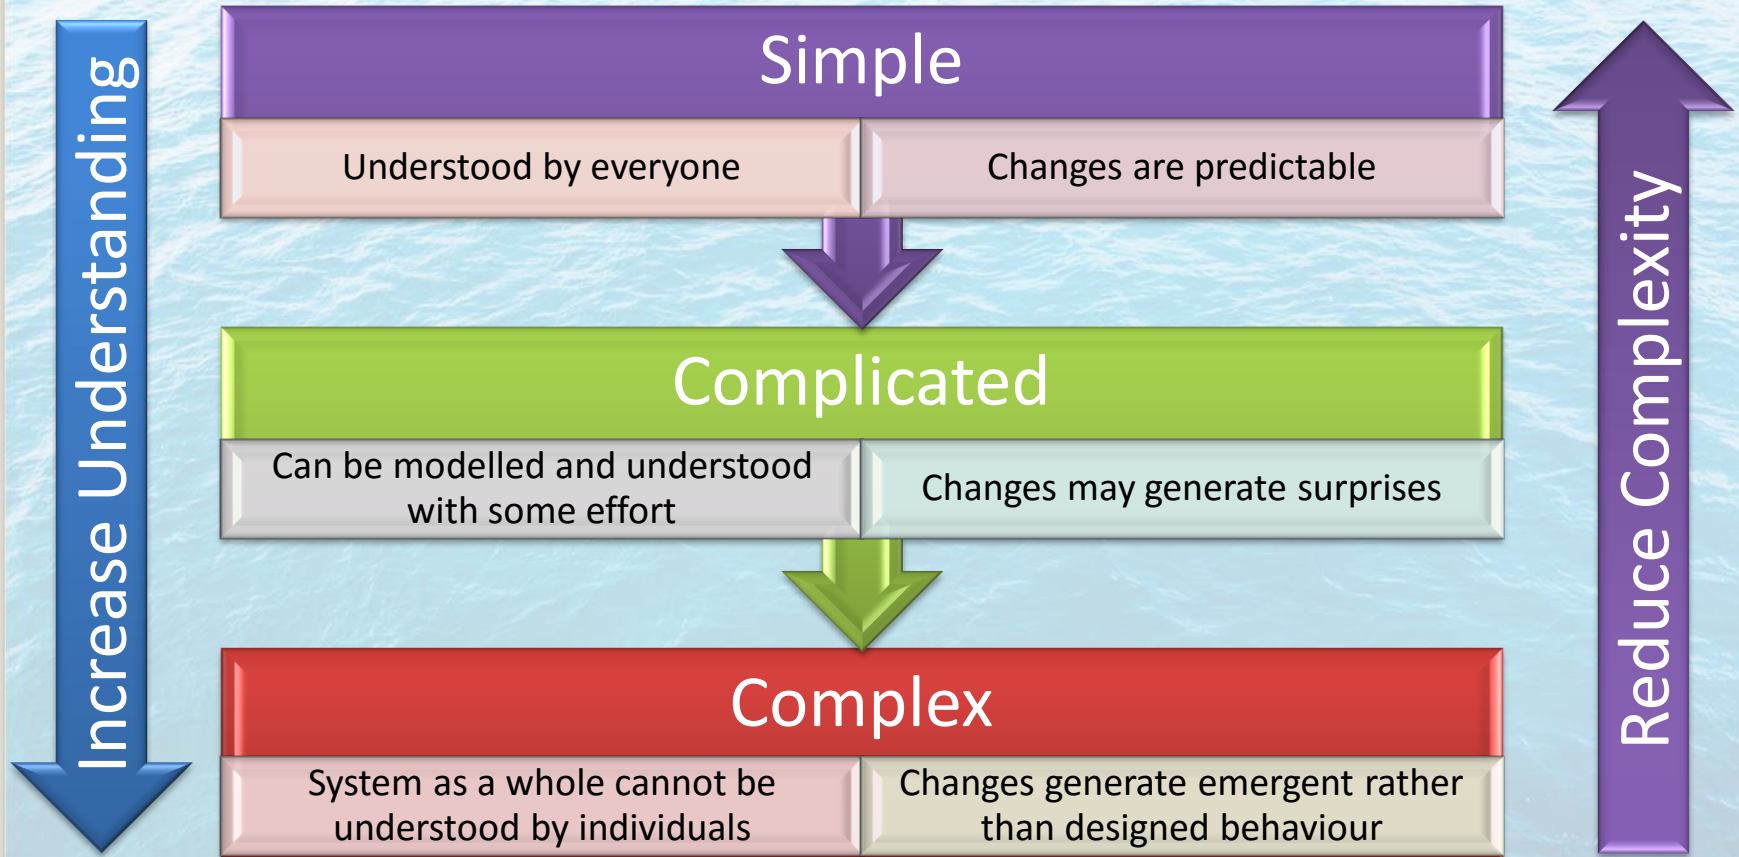 Increase Understanding
Simple
Understood by everyone
Changes are predictable
Complicated
Can be modelled and understood
with some effort
Changes may generate surprises
Complex
System as a whole cannot be
understood by individuals
Changes generate emergent rather
than designed behaviour
Reduce Complexity